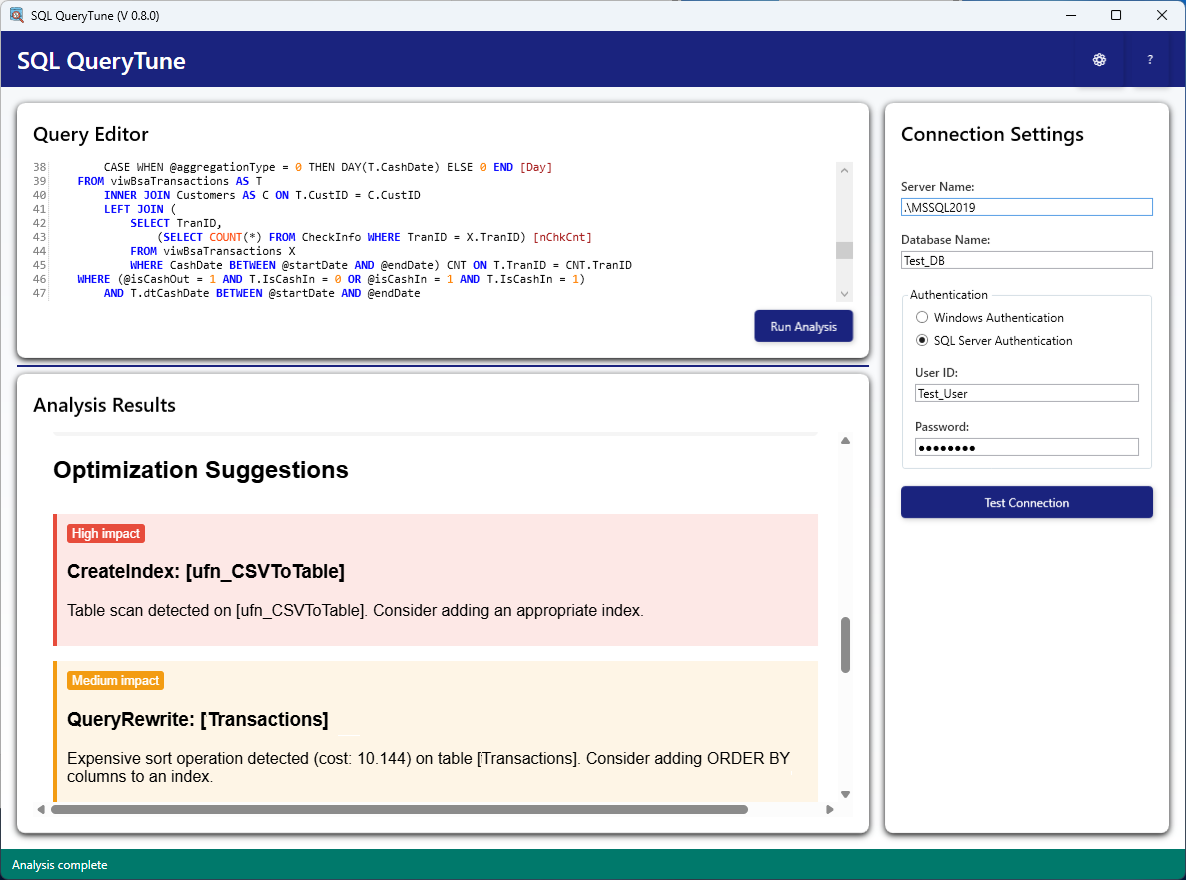 SQL QueryTune (V 0.8.0)
SQL QueryTune
?
Query Editor
38 CASE WHEN @aggregationType = 0 THEN DAY(T.CashDate) ELSE 0 END [Day]
39 FROM viwBsaTransactions AS T
40 INNER JOIN Customers AS C ON T.CustID = C.CustID
41 LEFT JOIN (
42 SELECT TranID,
43 (SELECT COUNT(*) FROM CheckInfo WHERE TranID = X.TranID) [nChkCnt]
44 FROM viwBsaTransactions X
45 WHERE CashDate BETWEEN @startDate AND @endDate) CNT ON T.TranID = CNT.TranID
46 WHERE (@isCashOut = 1 AND T.IsCashIn = 0 OR @isCashIn = 1 AND T.IsCashIn = 1)
47 AND T.dtCashDate BETWEEN @startDate AND @endDate
Run Analysis
Analysis Results
Optimization Suggestions
High impact
CreateIndex: [ufn_CSVToTable]
Table scan detected on [ufn_CSVToTable]. Consider adding an appropriate index.
Medium impact
QueryRewrite: [Transactions]
Expensive sort operation detected (cost: 10.144) on table [Transactions]. Consider adding ORDER BY
columns to an index.
Connection Settings
Server Name:
.\MSSQL2019
Database Name:
Test_DB
Authentication
Windows Authentication
SQL Server Authentication
User ID:
Test_User
Password:
●●●●●●●●
Test Connection
Analysis complete